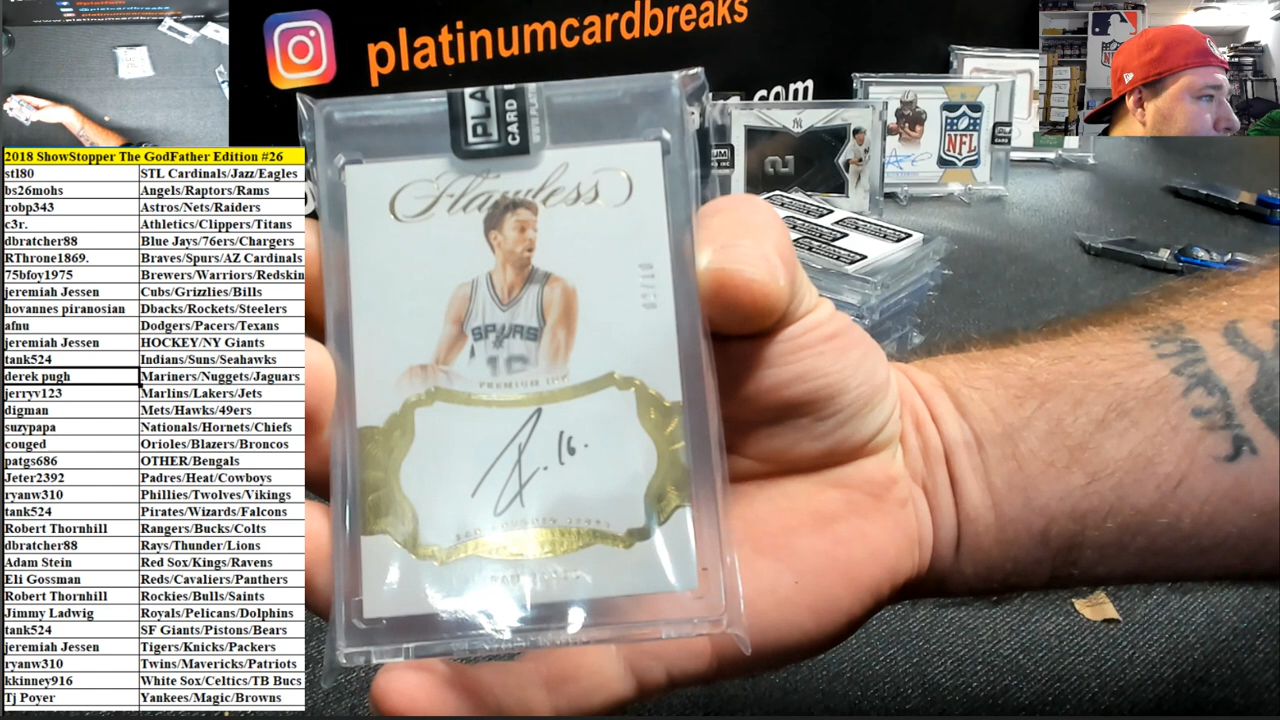 platinumcardbreaks
.com
2018 ShowStopper The GodFather Edition #26
stl80 STL Cardinals/Jazz/Eagles
bs26mohs Angels/Raptors/Rams
robp343 Astros/Nets/Raiders
c3r. Athletics/Clippers/Titans
dbratcher88 Blue Jays/76ers/Chargers
RThrone1869. Braves/Spurs/AZ Cardinals
75bfoy1975 Brewers/Warriors/Redskin
jeremiah Jessen Cubs/Grizzlies/Bills
hovannes piranosian Dbacks/Rockets/Steelers
afnu Dodgers/Pacers/Texans
jeremiah Jessen HOCKEY/NY Giants
tank524 Indians/Suns/Seahawks
derek pugh Mariners/Nuggets/Jaguars
jerryv123 Marlins/Lakers/Jets
digman Mets/Hawks/49ers
suzypapa Nationals/Hornets/Chiefs
couged Orioles/Blazers/Broncos
patgs686 OTHER/Bengals
Jeter2392 Padres/Heat/Cowboys
ryanw310 Phillies/Twolves/Vikings
tank524 Pirates/Wizards/Falcons
Robert Thornhill Rangers/Bucks/Colts
dbratcher88 Rays/Thunder/Lions
Adam Stein Red Sox/Kings/Ravens
Eli Gossman Reds/Cavaliers/Panthers
Robert Thornhill Rockies/Bulls/Saints
Jimmy Ladwig Royals/Pelicans/Dolphins
tank524 SF Giants/Pistons/Bears
jeremiah Jessen Tigers/Knicks/Packers
ryanw310 Twins/Mavericks/Patriots
kkinney916 White Sox/Celtics/TB Bucs
Tj Poyer Yankees/Magic/Browns
PLA
CARD
Flawless
SPURS
16
PREMIUM INK
16.
NFL
2
NFL